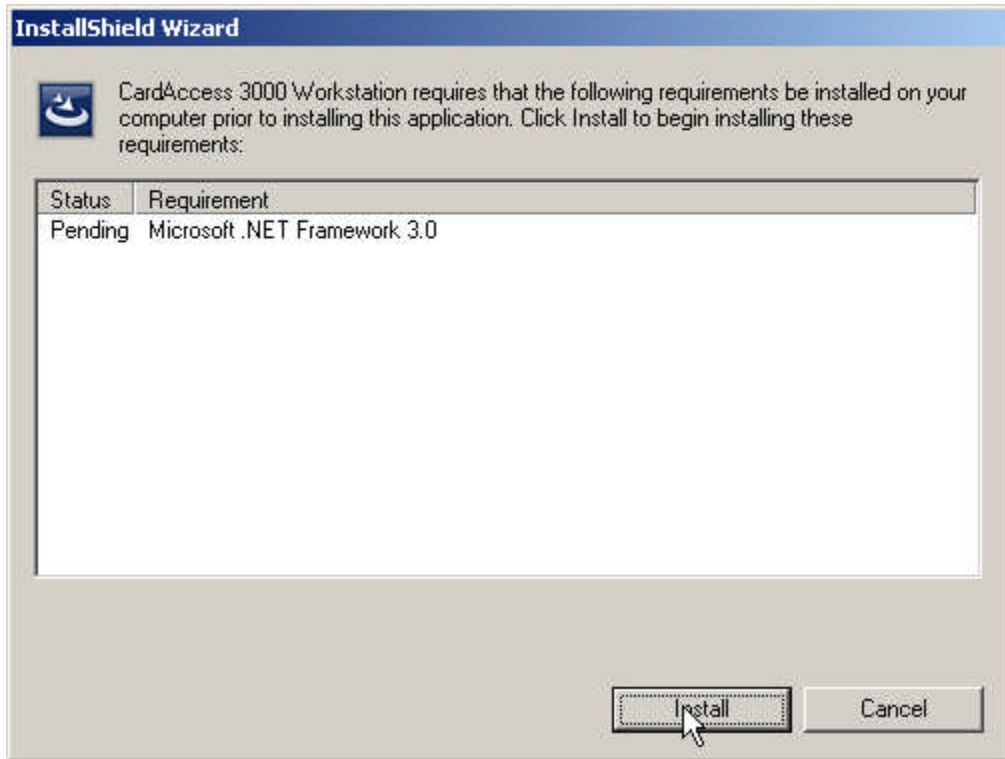 InstallShield Wizard
CardAccess 3000 Workstation requires that the following requirements be installed on your
computer prior to installing this application. Click Install to begin installing these
requirements:
Status Requirement
Pending Microsoft .NET Framework 3.0
Install Cancel